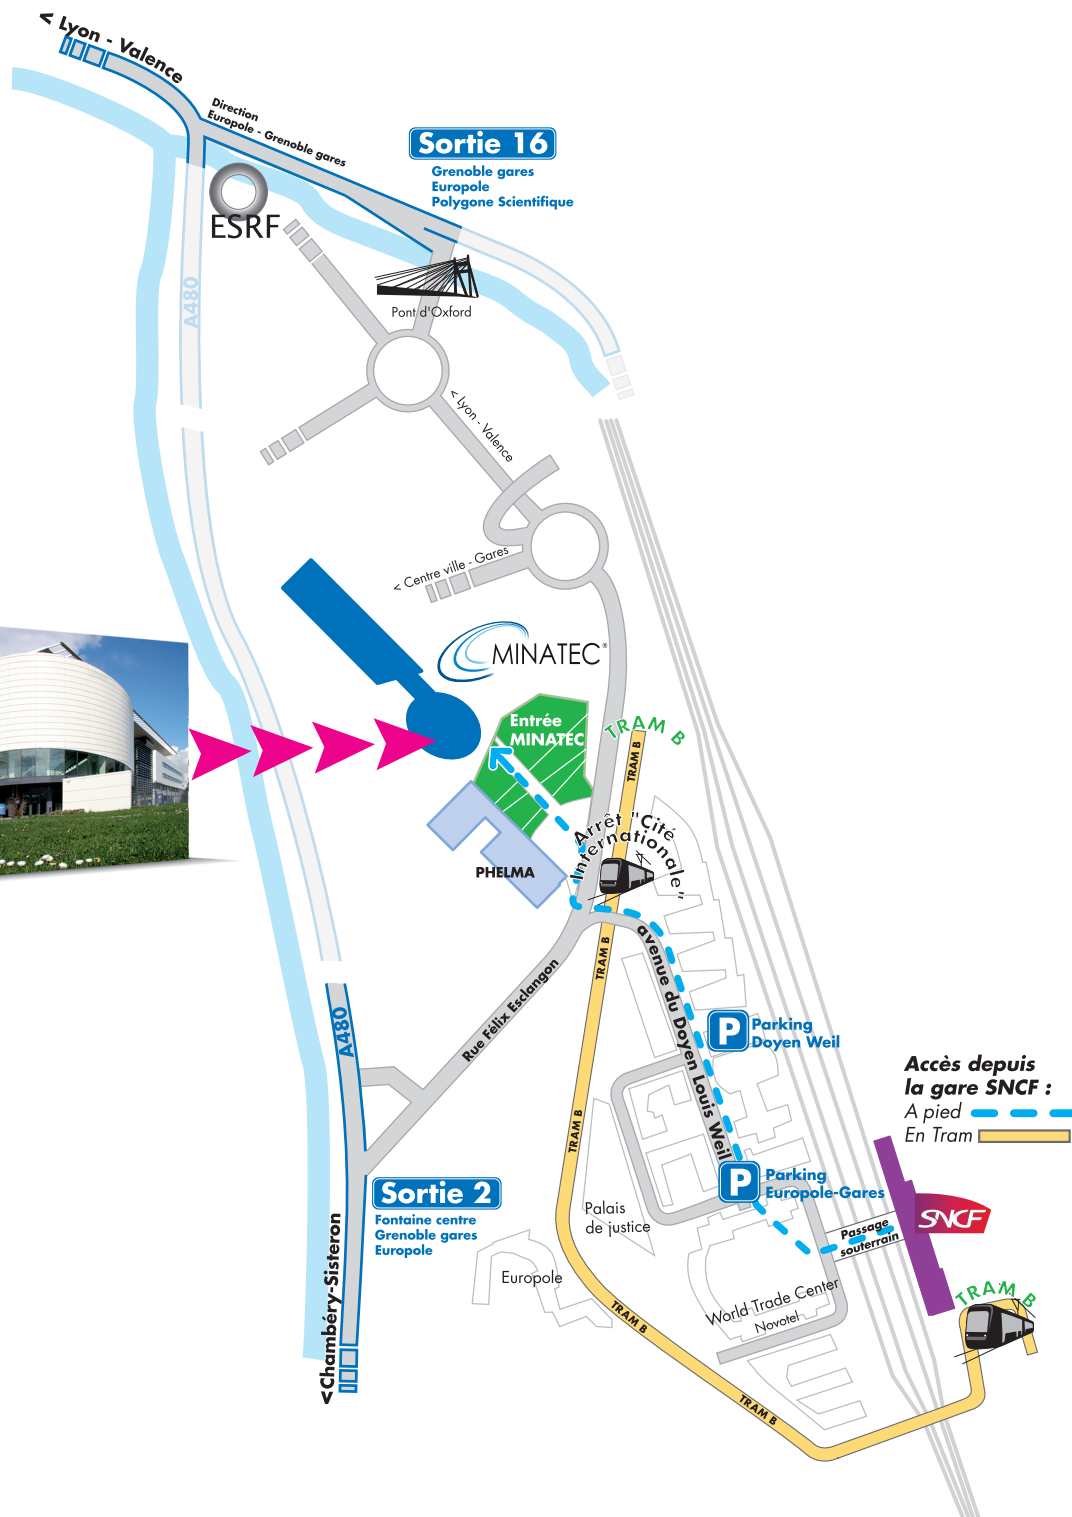 < Lyon - Valence
Direction
Europole - Grenoble gares
Sortie 16
Grenoble gares
Europole
Polygone Scientifique
ESRF
A480
Pont d'Oxford
< Lyon - Valence
< Centre ville - Gares
MINATEC®
Entrée
MINATEC
TRAM B
TRAM B
Arrêt "Cité
Internationale"
PHELMA
TRAM B
avenue du Doyen Louis Weil
Rue Félix Esclangon
A480
P
Parking
Doyen Weil
Accès depuis
la gare SNCF :
A pied
En Tram
TRAM B
P
Parking
Europole-Gares
Sortie 2
Fontaine centre
Grenoble gares
Europole
Palais
de justice
Passage
souterrain
SNCF
<Chambéry-Sisteron
Europole
World Trade Center
Novotel
TRAM B
TRAM B
TRAM B